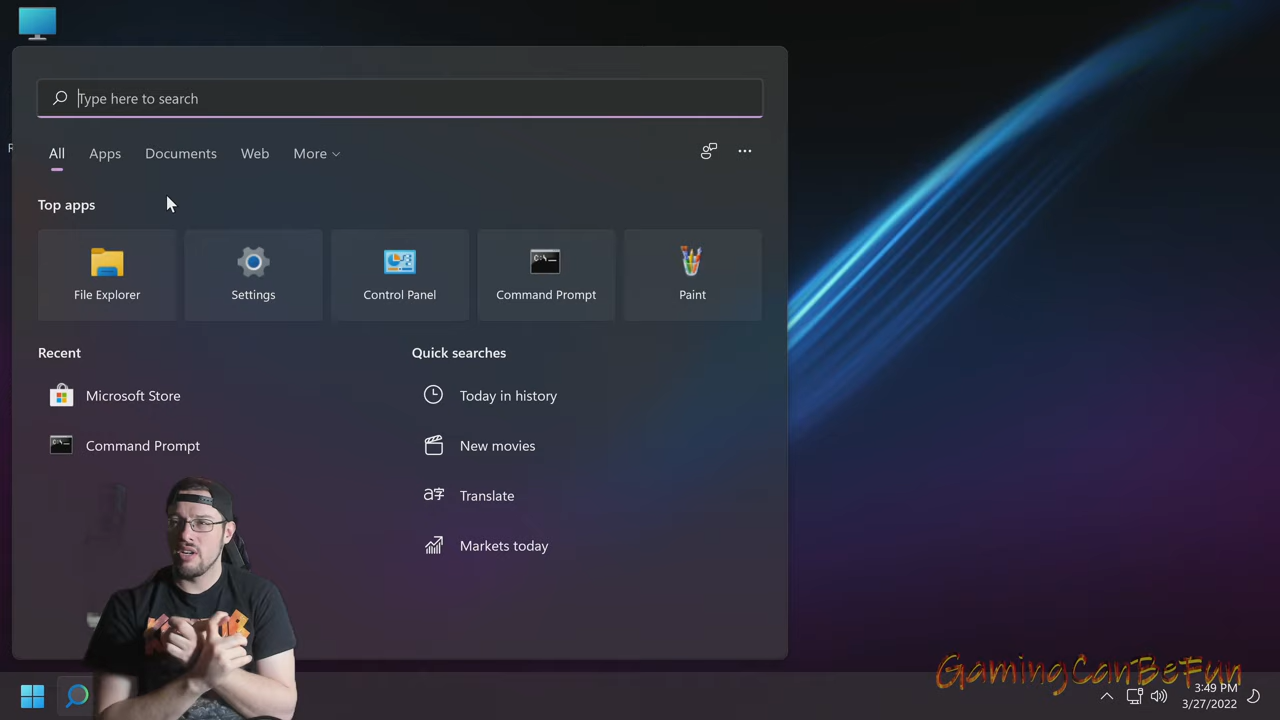 Type here to search
All Apps Documents Web More
Top apps
File Explorer Settings Control Panel Command Prompt Paint
Recent Quick searches
Microsoft Store Today in history
Command Prompt New movies
Translate
Markets today
GamingCanBeFun
3:49 PM
3/27/2022